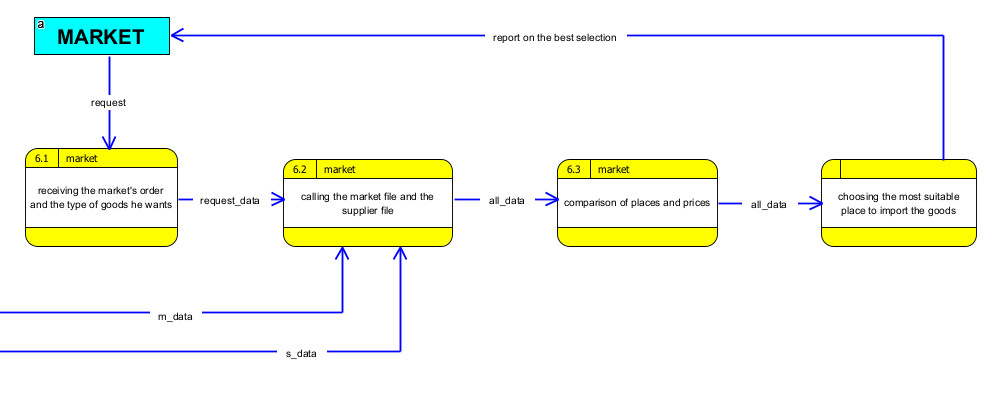 a
MARKET
report on the best selection
request
6.1 market
receiving the market's order
and the type of goods he wants
request_data
6.2 market
calling the market file and the
supplier file
all_data
6.3 market
comparison of places and prices
all_data
choosing the most suitable
place to import the goods
m_data
s_data